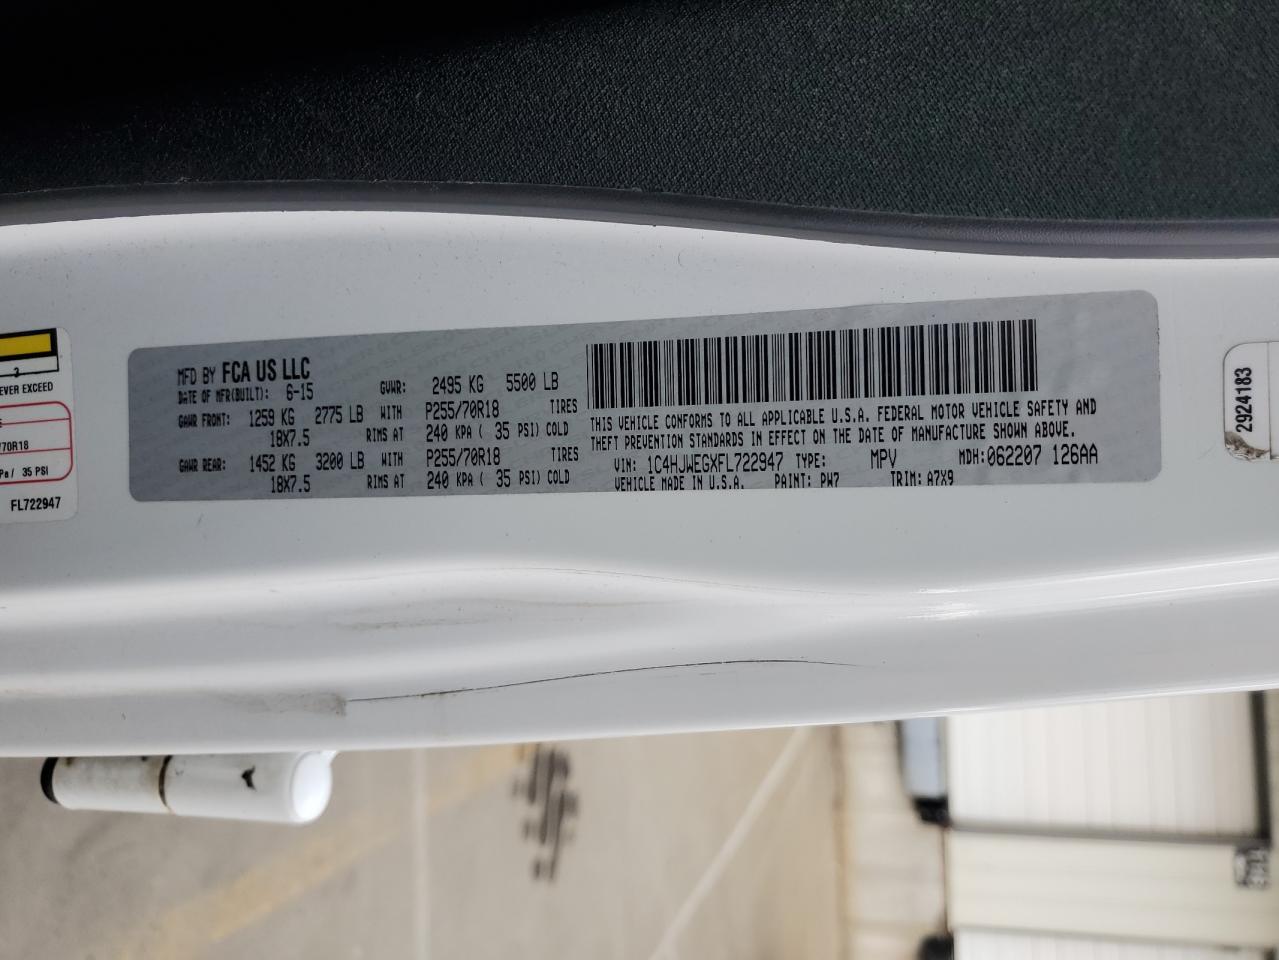 MFD BY FCA US LLC
DATE OF MFR(BUILT): 6-15 GVWR: 2495 KG 5500 LB
GAWR FRONT: 1259 KG 2775 LB WITH P255/70R18 TIRES
18X7.5 RIMS AT 240 KPA ( 35 PSI) COLD
GAWR REAR: 1452 KG 3200 LB WITH P255/70R18 TIRES
18X7.5 RIMS AT 240 KPA ( 35 PSI) COLD
THIS VEHICLE CONFORMS TO ALL APPLICABLE U.S.A. FEDERAL MOTOR VEHICLE SAFETY AND
THEFT PREVENTION STANDARDS IN EFFECT ON THE DATE OF MANUFACTURE SHOWN ABOVE.
VIN: 1C4HJWEGXFL722947 TYPE: MPV MDH: 062207 126AA
VEHICLE MADE IN U.S.A. PAINT: PW7 TRIM: A7X9
3
EVER EXCEED
70R18
Pa/ 35 PSI
FL722947
2924183